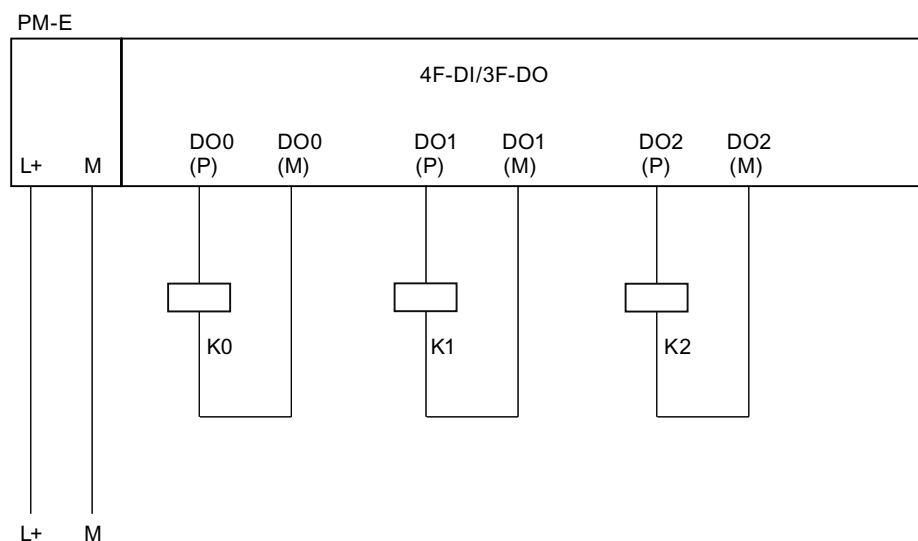 PM-E
4F-DI/3F-DO
DO0 DO0 DO1 DO1 DO2 DO2
L+ M (P) (M) (P) (M) (P) (M)
K0 K1 K2
L+ M